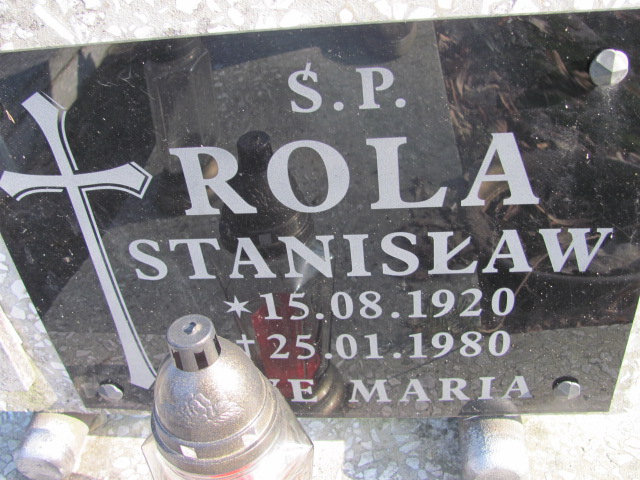 Ś.P.
ROLA
STANISŁAW
* 15.08.1920
† 25.01.1980
MARIA